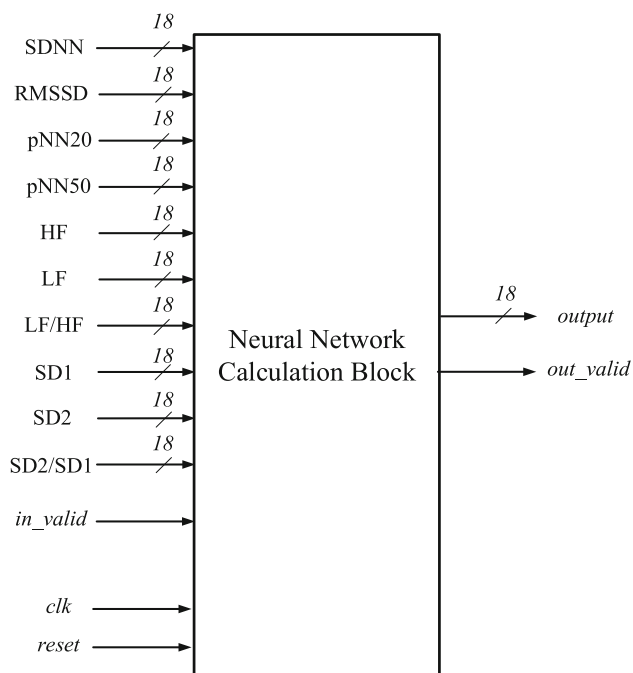 18
SDNN
18
RMSSD
18
pNN20
18
pNN50
18
HF
18
LF
18
LF/HF
18
SD1
18
SD2
18
SD2/SD1
in_valid
clk
reset
Neural Network
Calculation Block
18
output
out_valid